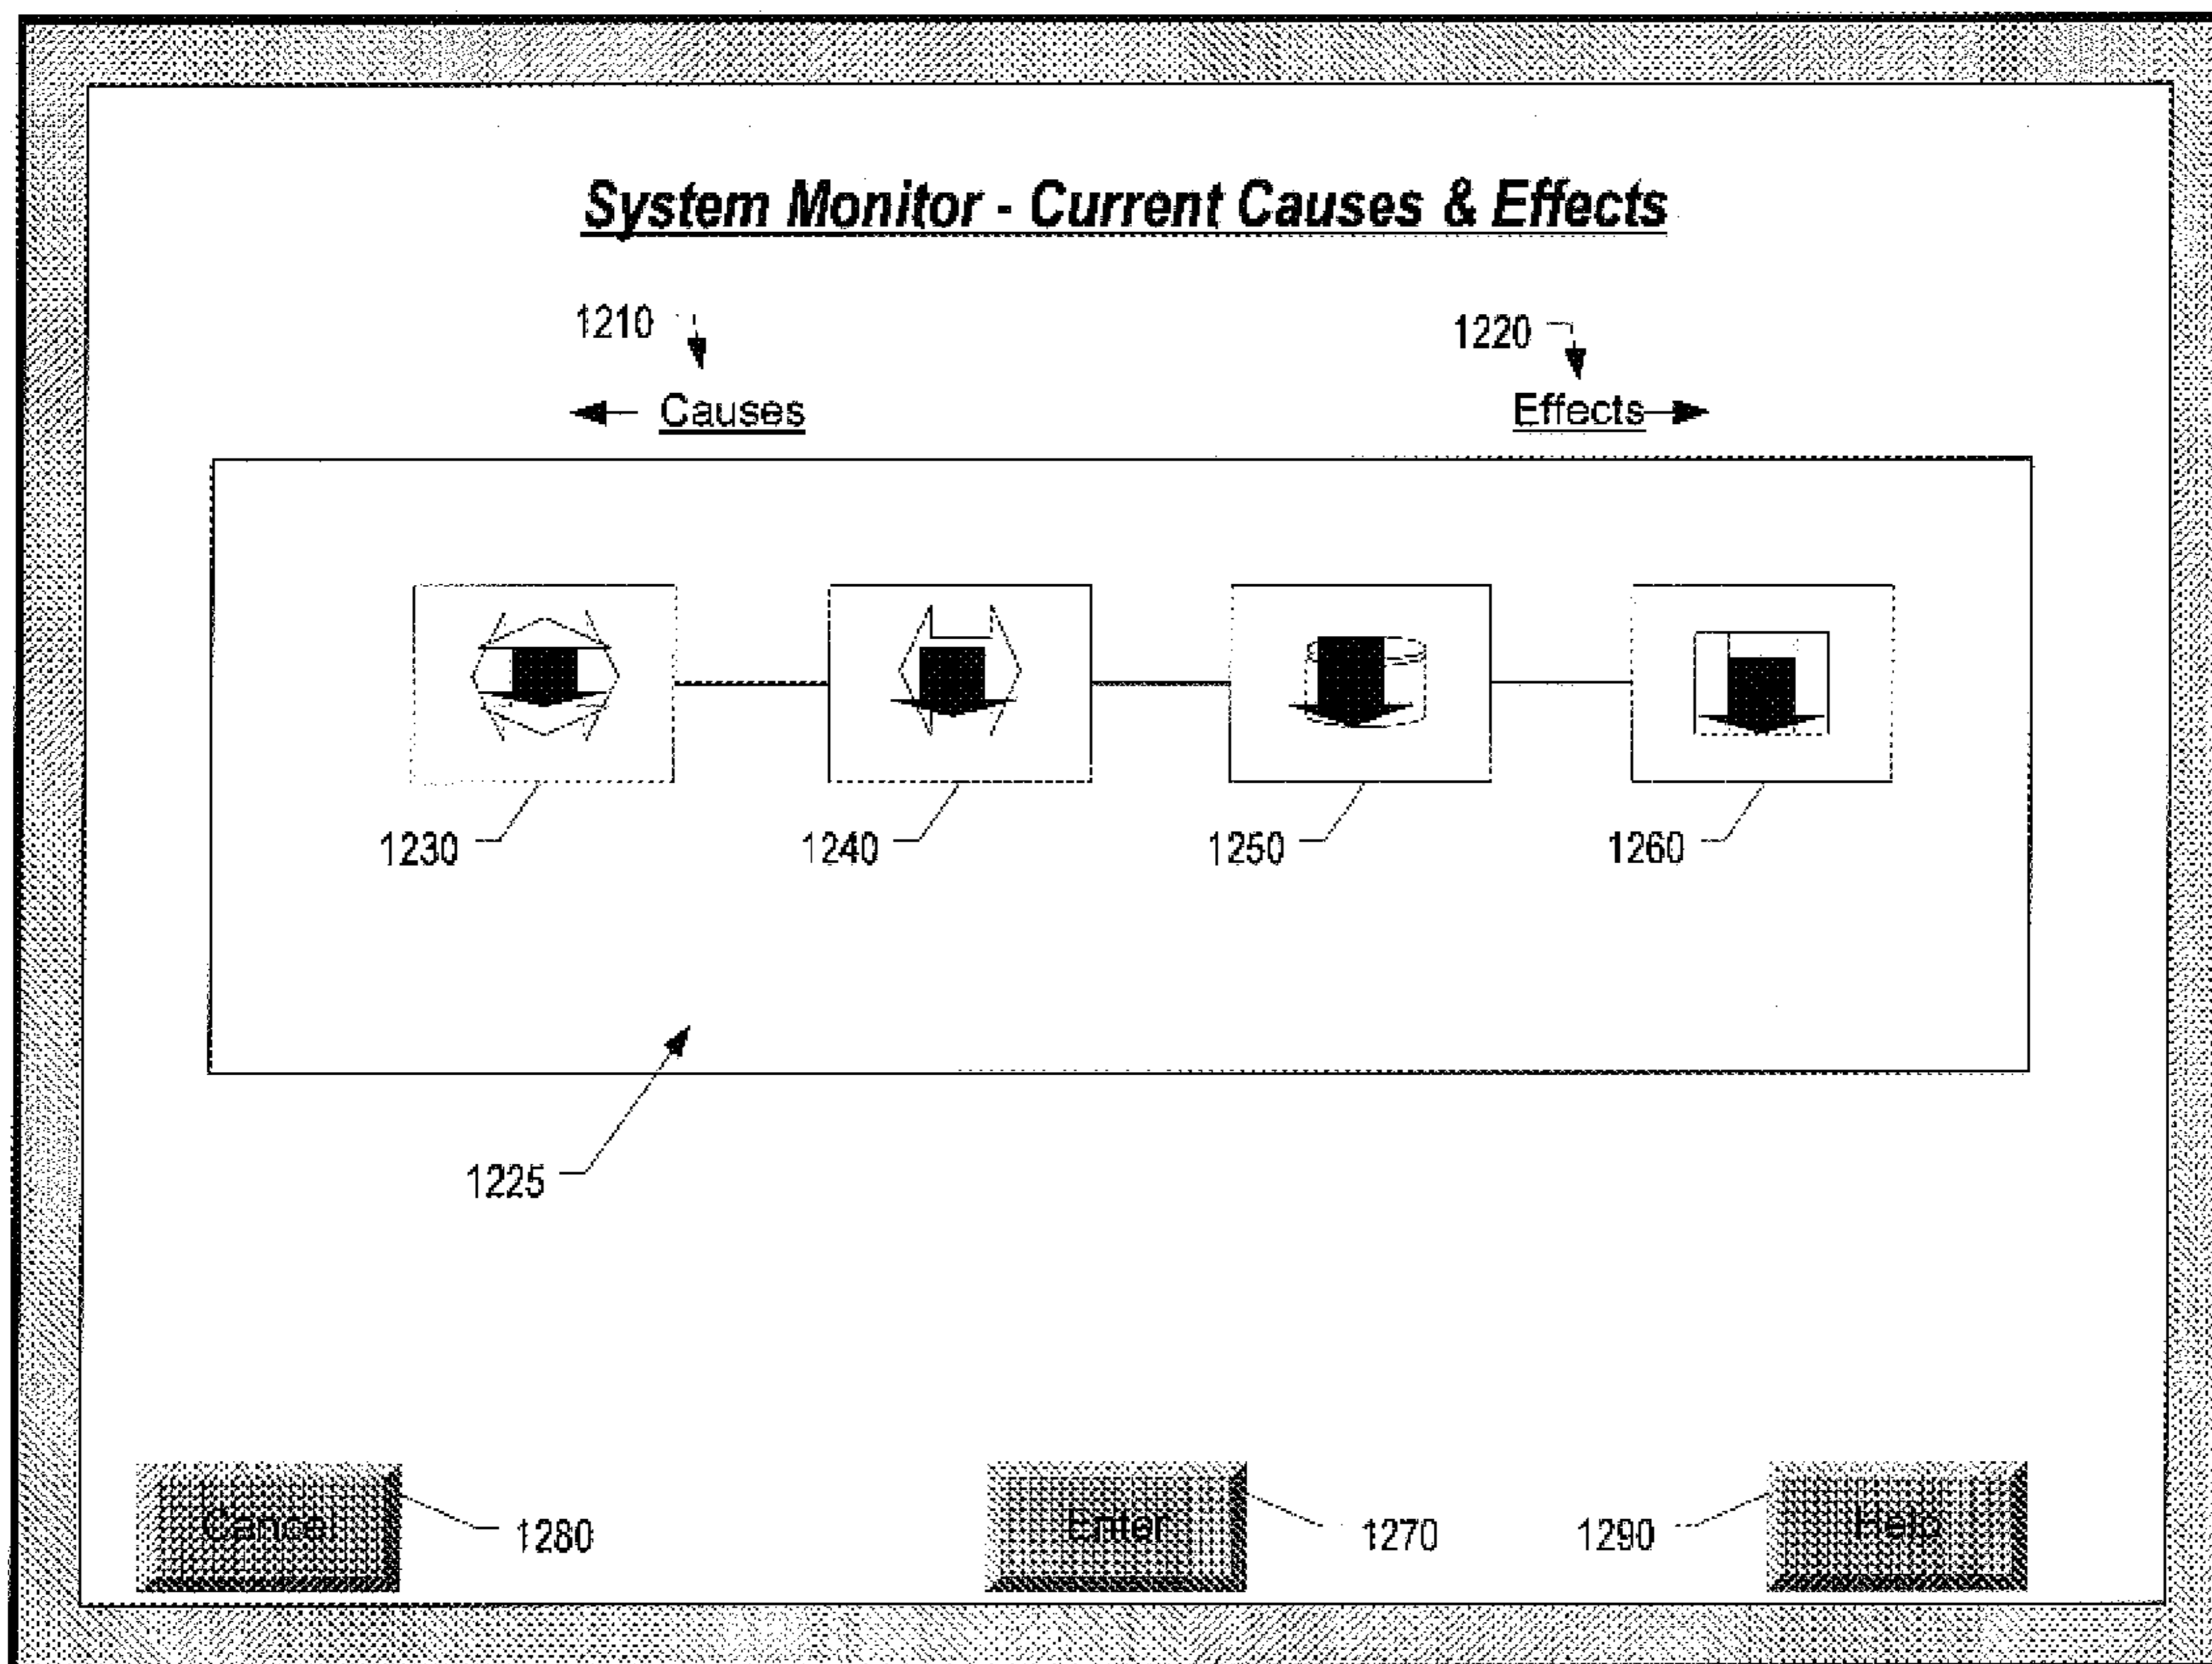 System Monitor - Current Causes & Effects
1210
1220
Causes
Effects
1230
1240
1250
1260
1225
Cancel
1280
Enter
1270
1290
Help